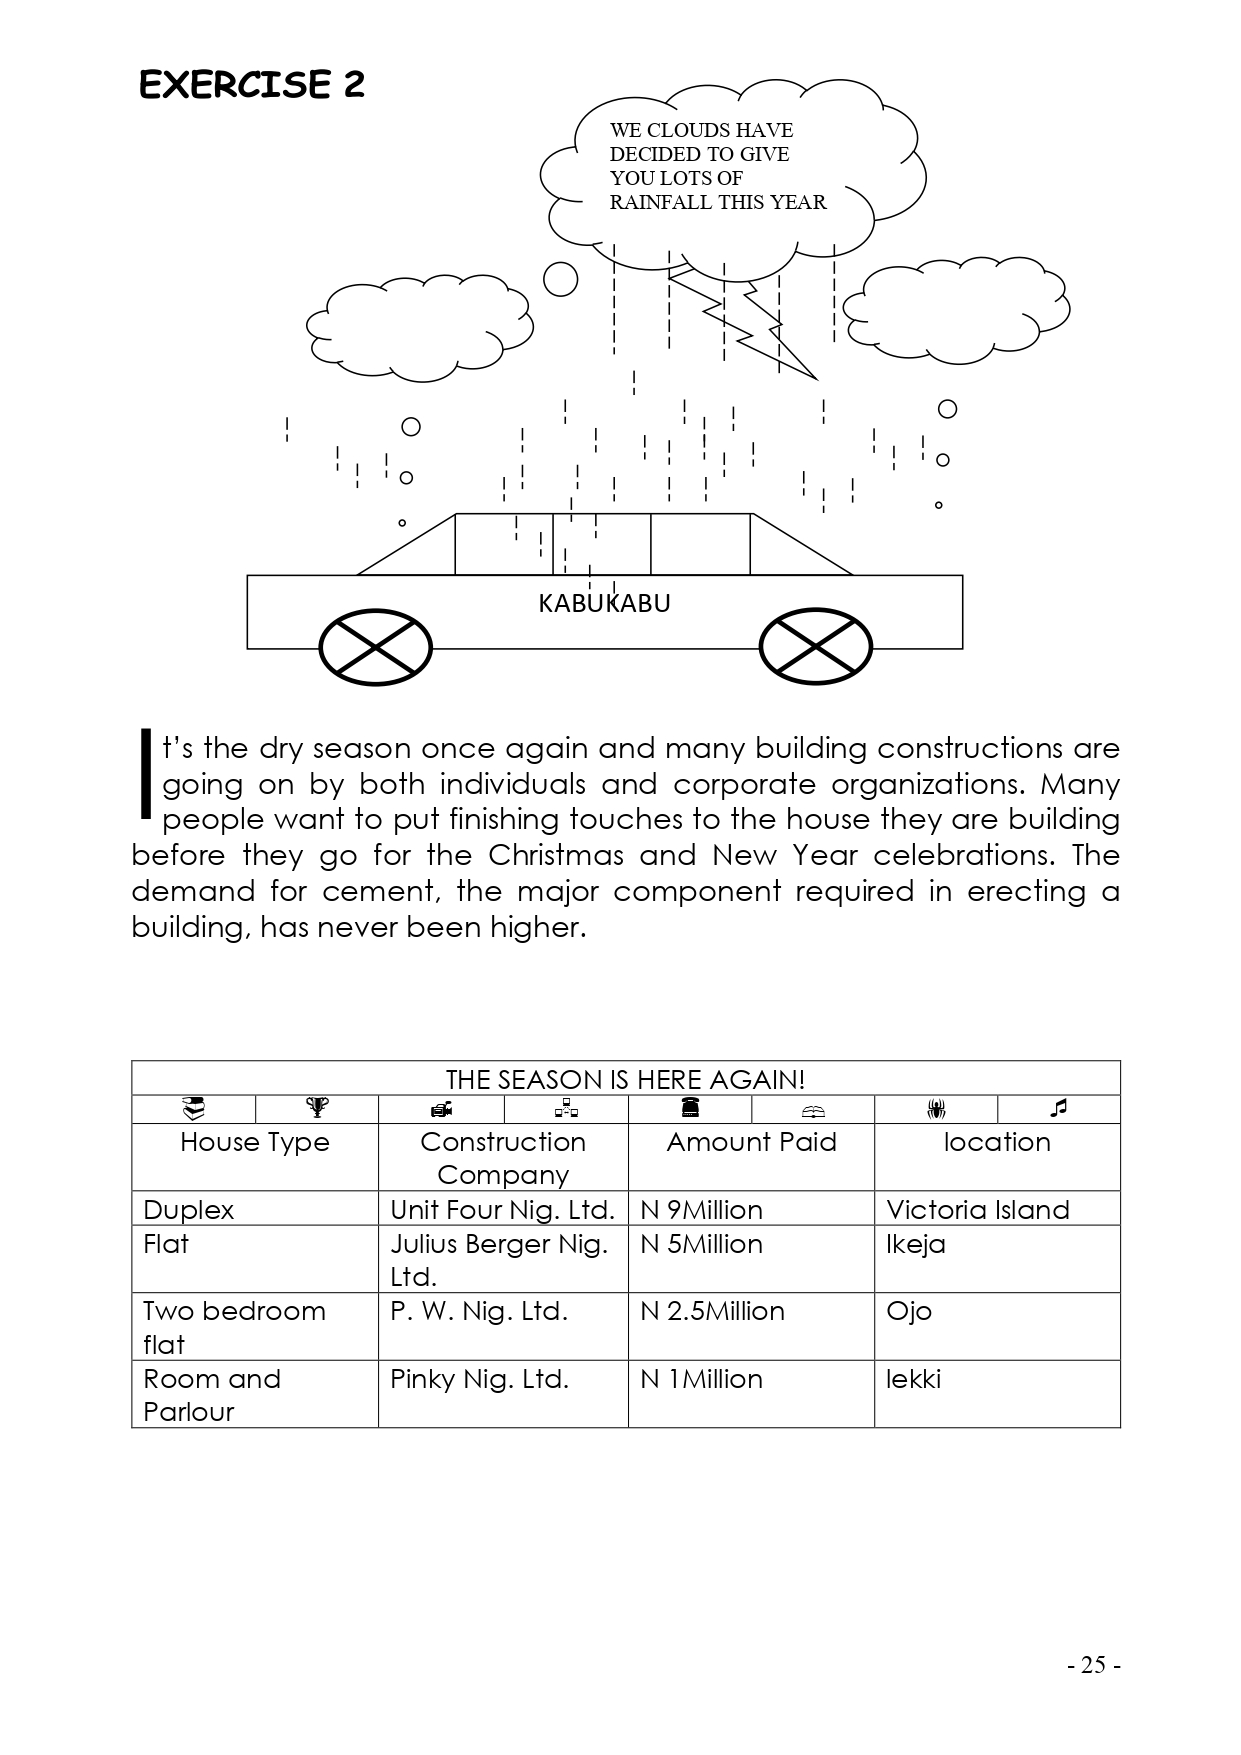 EXERCISE 2
WE CLOUDS HAVE
DECIDED TO GIVE
YOU LOTS OF
RAINFALL THIS YEAR
KABUKABU
It’s the dry season once again and many building constructions are
going on by both individuals and corporate organizations. Many
people want to put finishing touches to the house they are building
before they go for the Christmas and New Year celebrations. The
demand for cement, the major component required in erecting a
building, has never been higher.
THE SEASON IS HERE AGAIN!
House Type Construction Company Amount Paid location
Duplex Unit Four Nig. Ltd. N 9Million Victoria Island
Flat Julius Berger Nig. Ltd. N 5Million Ikeja
Two bedroom flat P. W. Nig. Ltd. N 2.5Million Ojo
Room and Parlour Pinky Nig. Ltd. N 1Million lekki
- 25 -